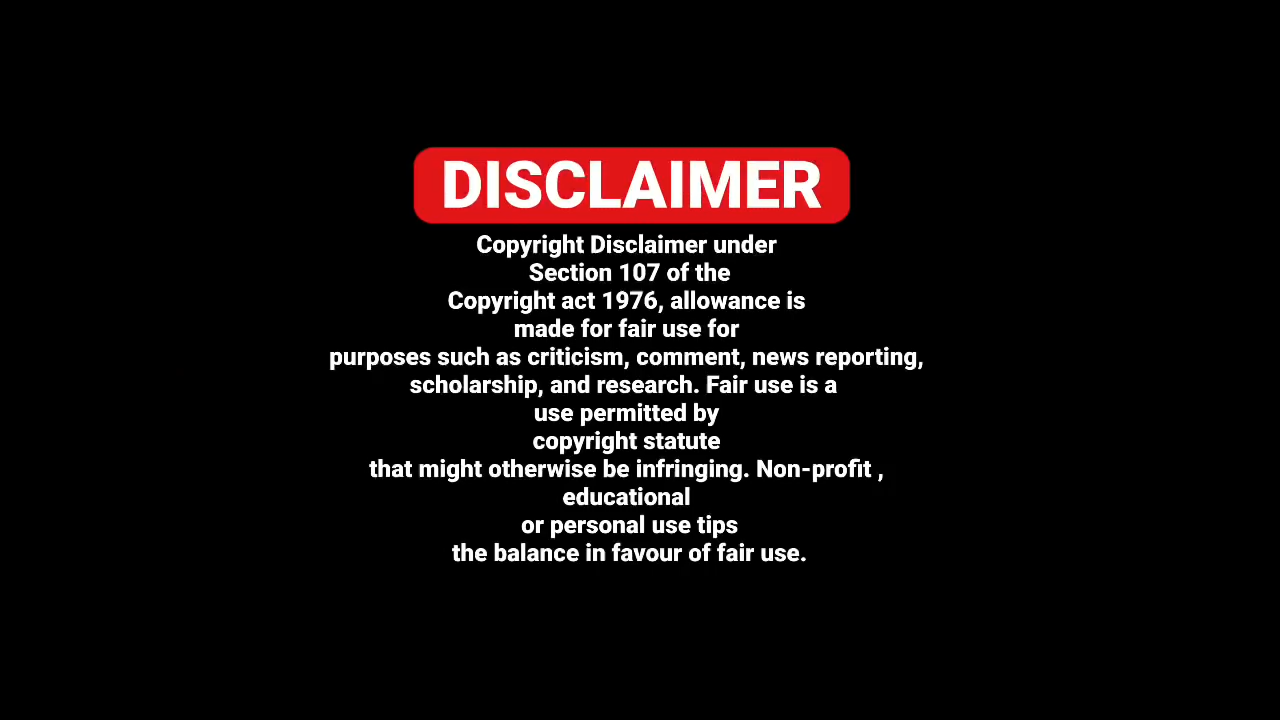 DISCLAIMER
Copyright Disclaimer under
Section 107 of the
Copyright act 1976, allowance is
made for fair use for
purposes such as criticism, comment, news reporting,
scholarship, and research. Fair use is a
use permitted by
copyright statute
that might otherwise be infringing. Non-profit ,
educational
or personal use tips
the balance in favour of fair use.